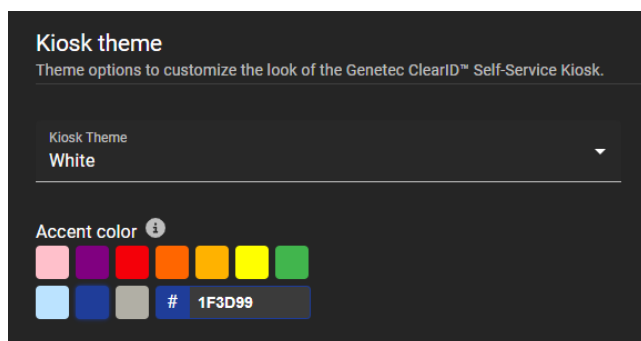 Kiosk theme
Theme options to customize the look of the Genetec ClearID™ Self-Service Kiosk.
Kiosk Theme
White
Accent color
# 1F3D99